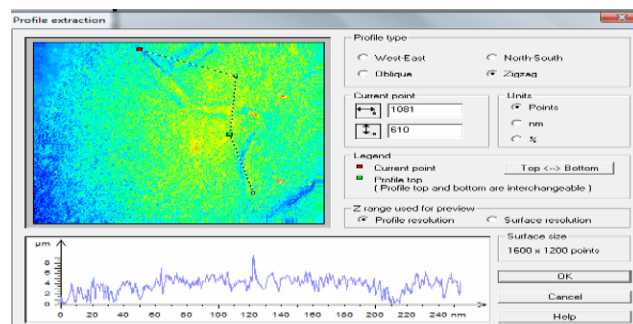 Profile extraction
Profile type
West-East
North-South
Oblique
Zigzag
Current point
1081
610
Units
Points
nm
%
Legend
Current point
Profile top
( Profile top and bottom are interchangeable )
Top <--> Bottom
Z range used for preview
Profile resolution
Surface resolution
Surface size
1600 x 1200 points
OK
Cancel
Help
µm
8
6
4
2
0
0 20 40 60 80 100 120 140 160 180 200 220 240 nm